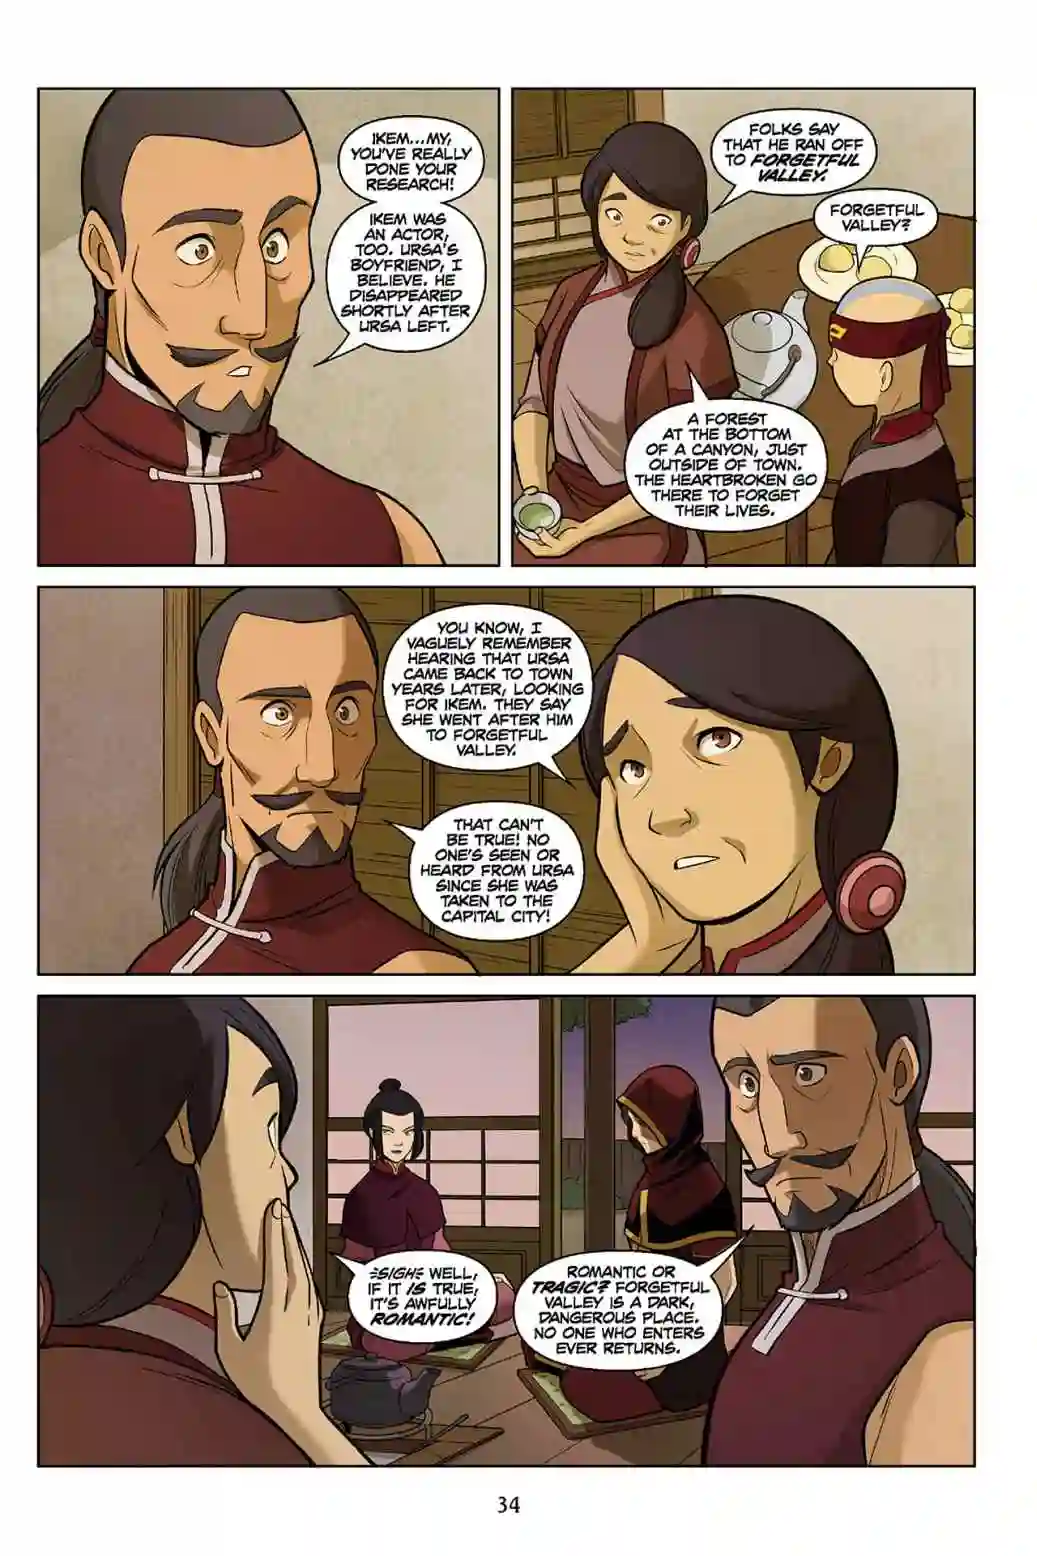 IKEM...MY,
YOU'VE REALLY
DONE YOUR
RESEARCH!
IKEM WAS
AN ACTOR,
TOO. URSA'S
BOYFRIEND, I
BELIEVE. HE
DISAPPEARED
SHORTLY AFTER
URSA LEFT.
FOLKS SAY
THAT HE RAN OFF
TO FORGETFUL
VALLEY.
FORGETFUL
VALLEY?
A FOREST
AT THE BOTTOM
OF A CANYON, JUST
OUTSIDE OF TOWN.
THE HEARTBROKEN GO
THERE TO FORGET
THEIR LIVES.
YOU KNOW, I
VAGUELY REMEMBER
HEARING THAT URSA
CAME BACK TO TOWN
YEARS LATER, LOOKING
FOR IKEM. THEY SAY
SHE WENT AFTER HIM
TO FORGETFUL
VALLEY.
THAT CAN'T
BE TRUE! NO
ONE'S SEEN OR
HEARD FROM URSA
SINCE SHE WAS
TAKEN TO THE
CAPITAL CITY!
SIGH WELL,
IF IT IS TRUE,
IT'S AWFULLY
ROMANTIC!
ROMANTIC OR
TRAGIC? FORGETFUL
VALLEY IS A DARK,
DANGEROUS PLACE.
NO ONE WHO ENTERS
EVER RETURNS.
34